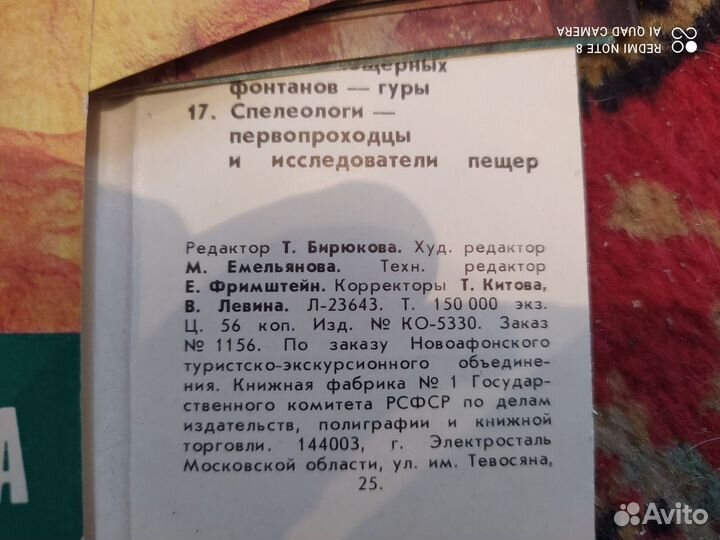 REDMI NOTE 8
AI QUAD CAMERA
пещерных
фонтанов — гуры
17. Спелеологи —
первопроходцы
и исследователи пещер
Редактор Т. Бирюкова. Худ. редактор
М. Емельянова. Техн. редактор
Е. Фримштейн. Корректоры Т. Китова,
В. Левина. Л-23643. Т. 150 000 экз.
Ц. 56 коп. Изд. № КО-5330. Заказ
№ 1156. По заказу Новоафонского
туристско-экскурсионного объедине-
ния. Книжная фабрика № 1 Государ-
ственного комитета РСФСР по делам
издательств, полиграфии и книжной
торговли. 144003, г. Электросталь
Московской области, ул. им. Тевосяна,
25.
А
Avito